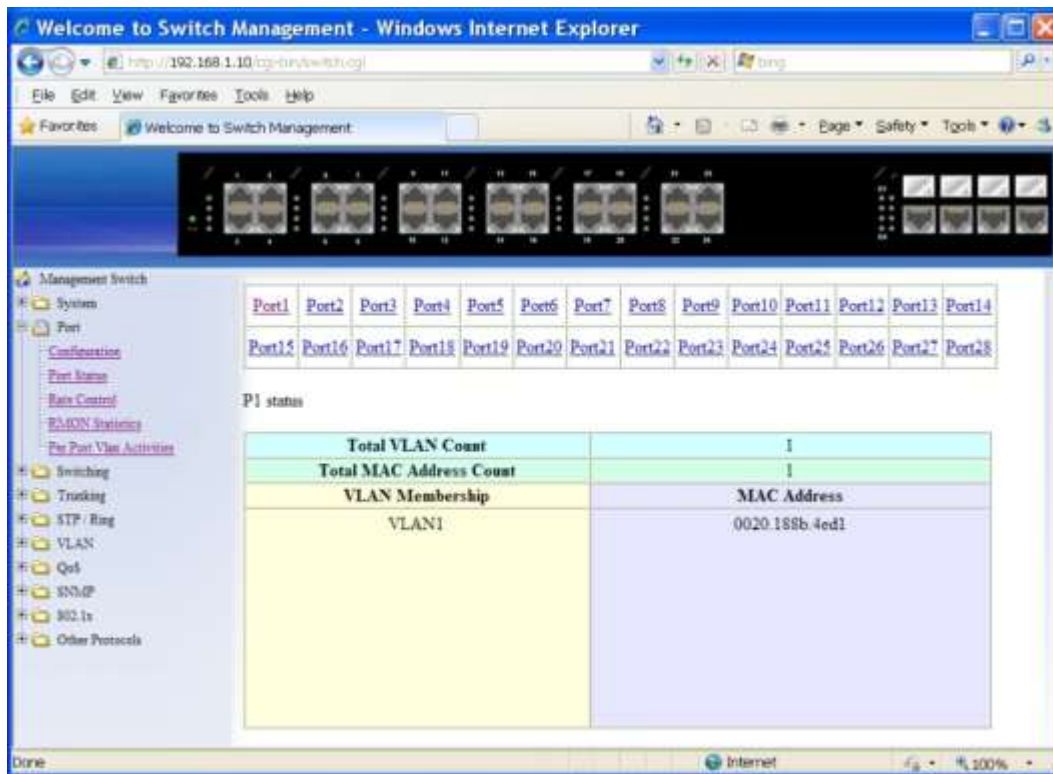 Welcome to Switch Management - Windows Internet Explorer
http://192.168.1.10/cgi-bin/switch.cgi
bing
File Edit View Favorites Tools Help
Favorites Welcome to Switch Management Page Safety Tools
Management Switch
System
Port
Configuration
Port Status
Rate Control
RMON Statistics
Per Port Vlan Activities
Switching
Trunking
STP / Ring
VLAN
QoS
SNMP
802.1x
Other Protocols
Port1 Port2 Port3 Port4 Port5 Port6 Port7 Port8 Port9 Port10 Port11 Port12 Port13 Port14
Port15 Port16 Port17 Port18 Port19 Port20 Port21 Port22 Port23 Port24 Port25 Port26 Port27 Port28
P1 status
Total VLAN Count 1
Total MAC Address Count 1
VLAN Membership MAC Address
VLAN1 0020.188b.4ed1
Done Internet 100%